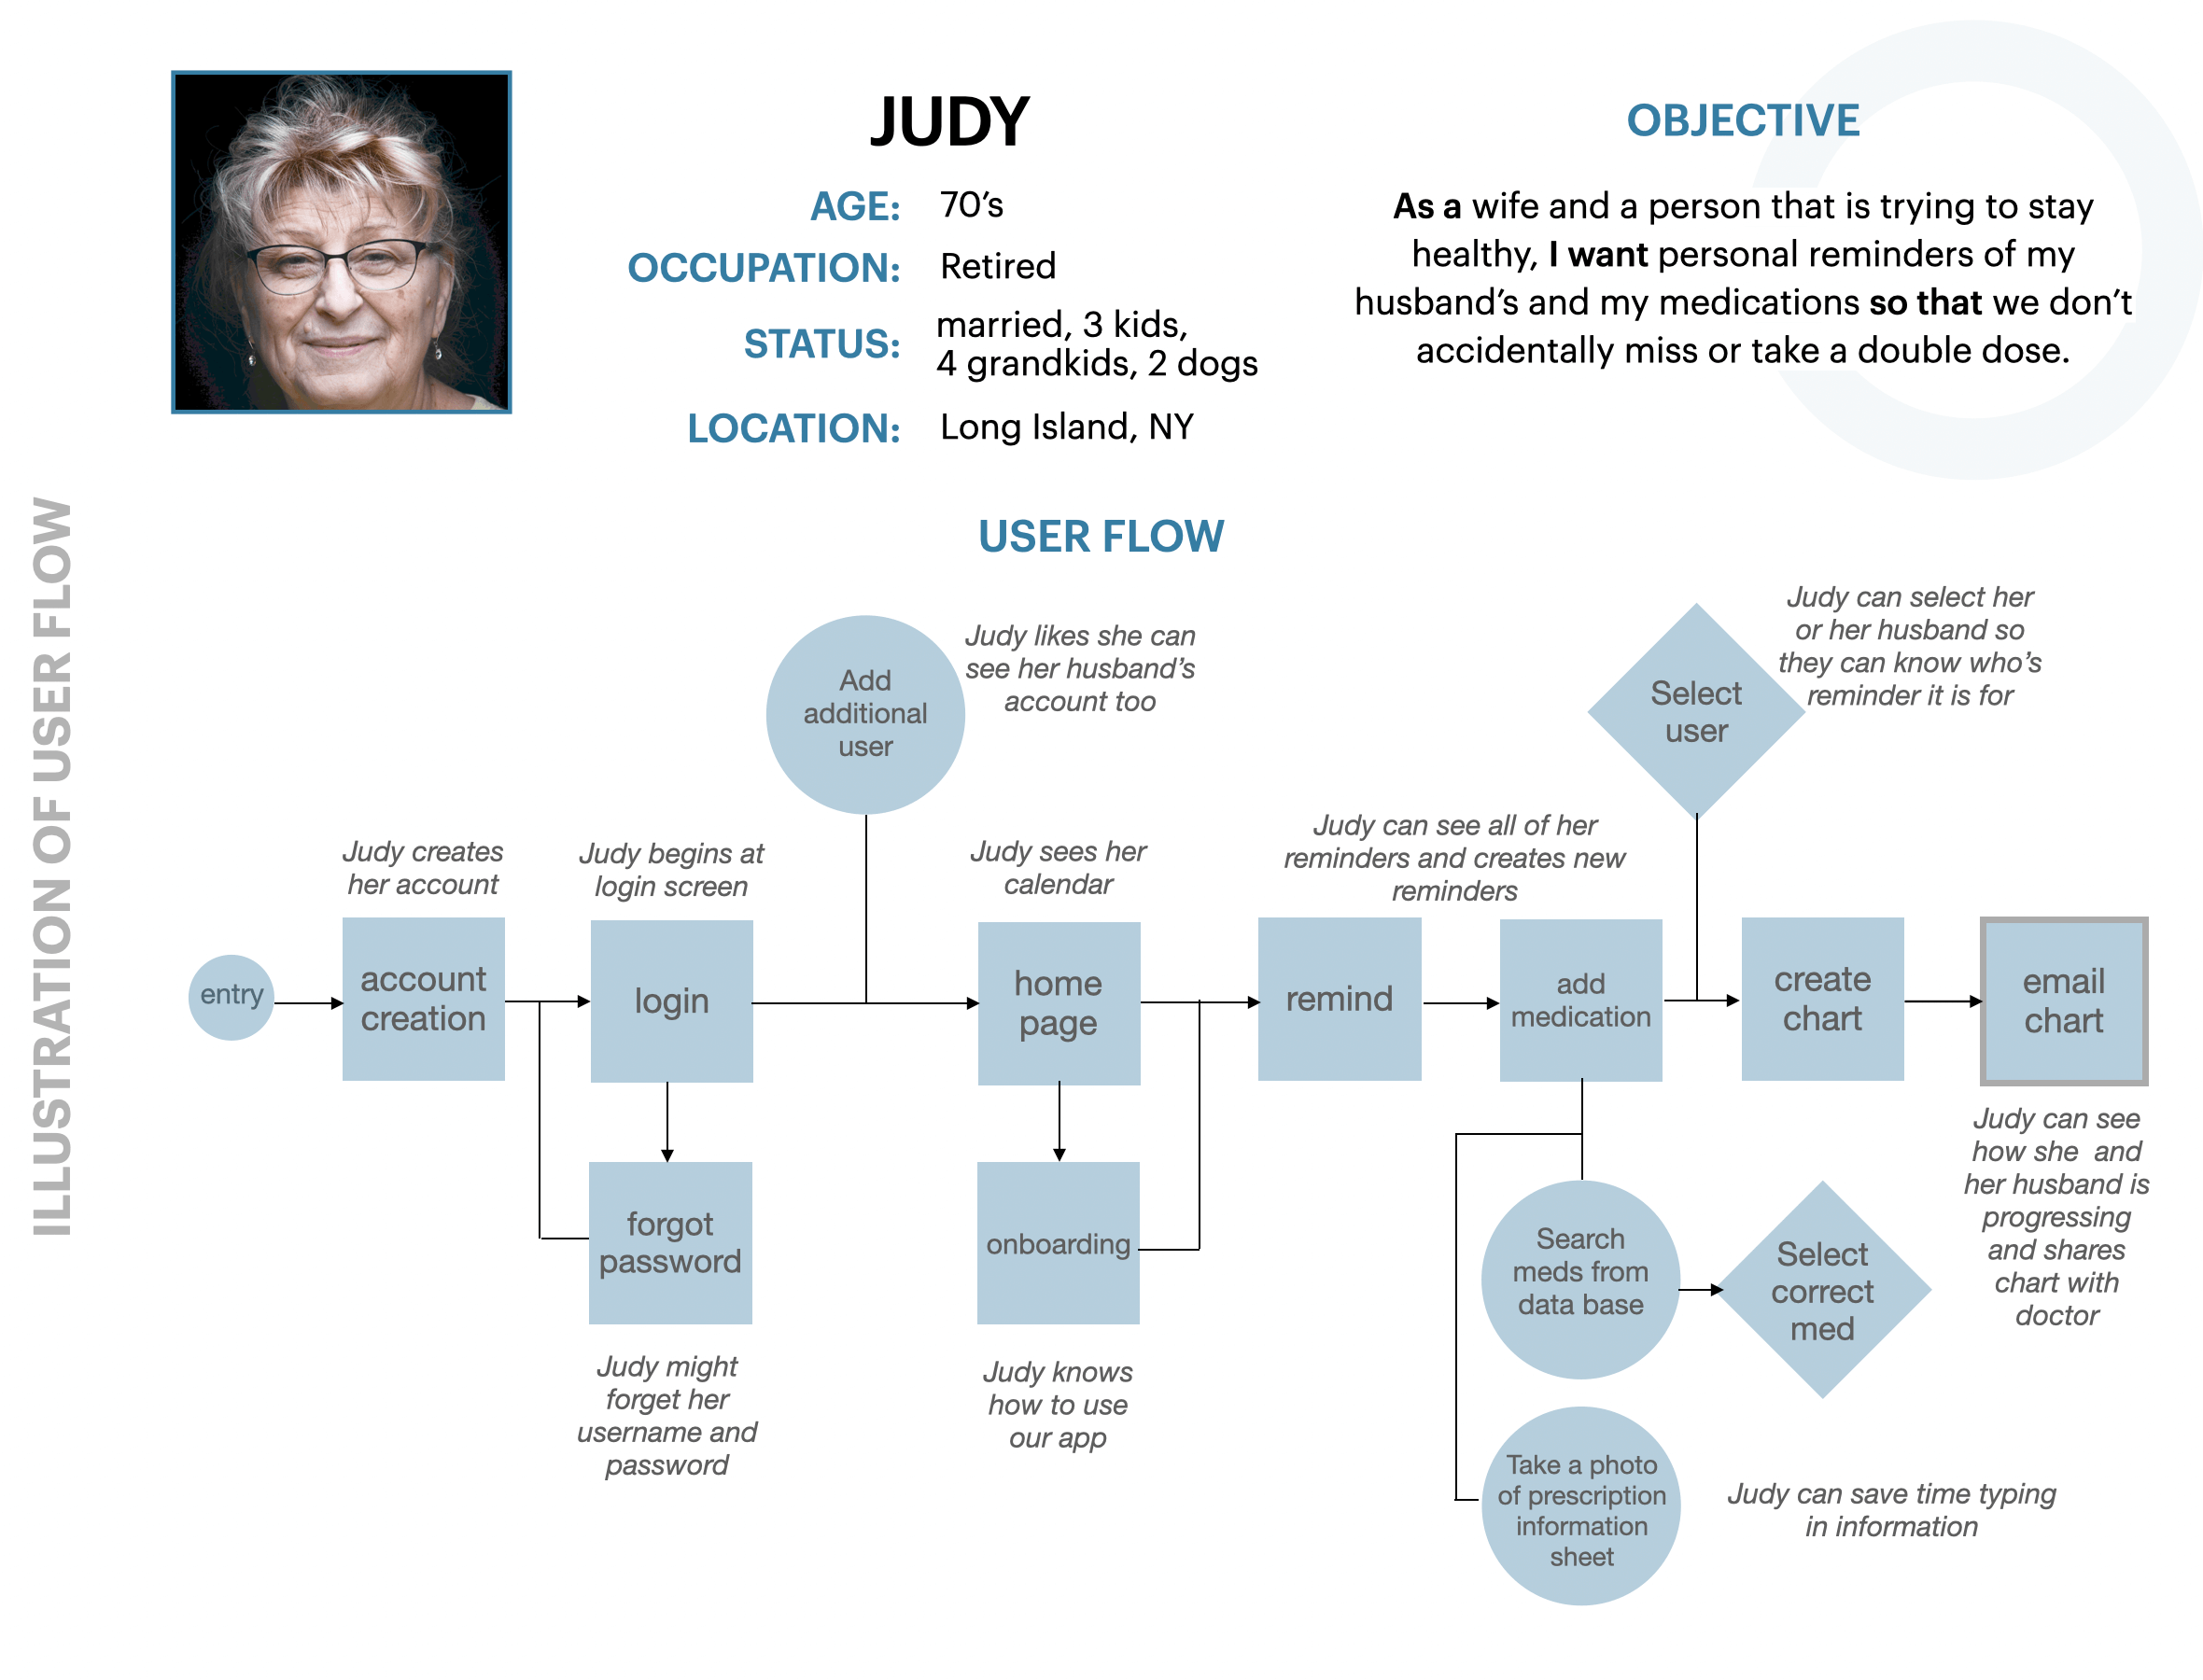 JUDY
AGE: 70’s
OCCUPATION: Retired
STATUS: married, 3 kids,
4 grandkids, 2 dogs
LOCATION: Long Island, NY
OBJECTIVE
As a wife and a person that is trying to stay
healthy, I want personal reminders of my
husband’s and my medications so that we don’t
accidentally miss or take a double dose.
ILLUSTRATION OF USER FLOW
USER FLOW
Add
additional
user
Judy likes she can
see her husband’s
account too
Select
user
Judy can select her
or her husband so
they can know who’s
reminder it is for
Judy creates
her account
Judy begins at
login screen
Judy sees her
calendar
Judy can see all of her
reminders and creates new
reminders
entry
account
creation
login
home
page
remind
add
medication
create
chart
email
chart
forgot
password
onboarding
Search
meds from
data base
Select
correct
med
Judy can see
how she  and
her husband is
progressing
and shares
chart with
doctor
Judy might
forget her
username and
password
Judy knows
how to use
our app
Take a photo
of prescription
information
sheet
Judy can save time typing
in information